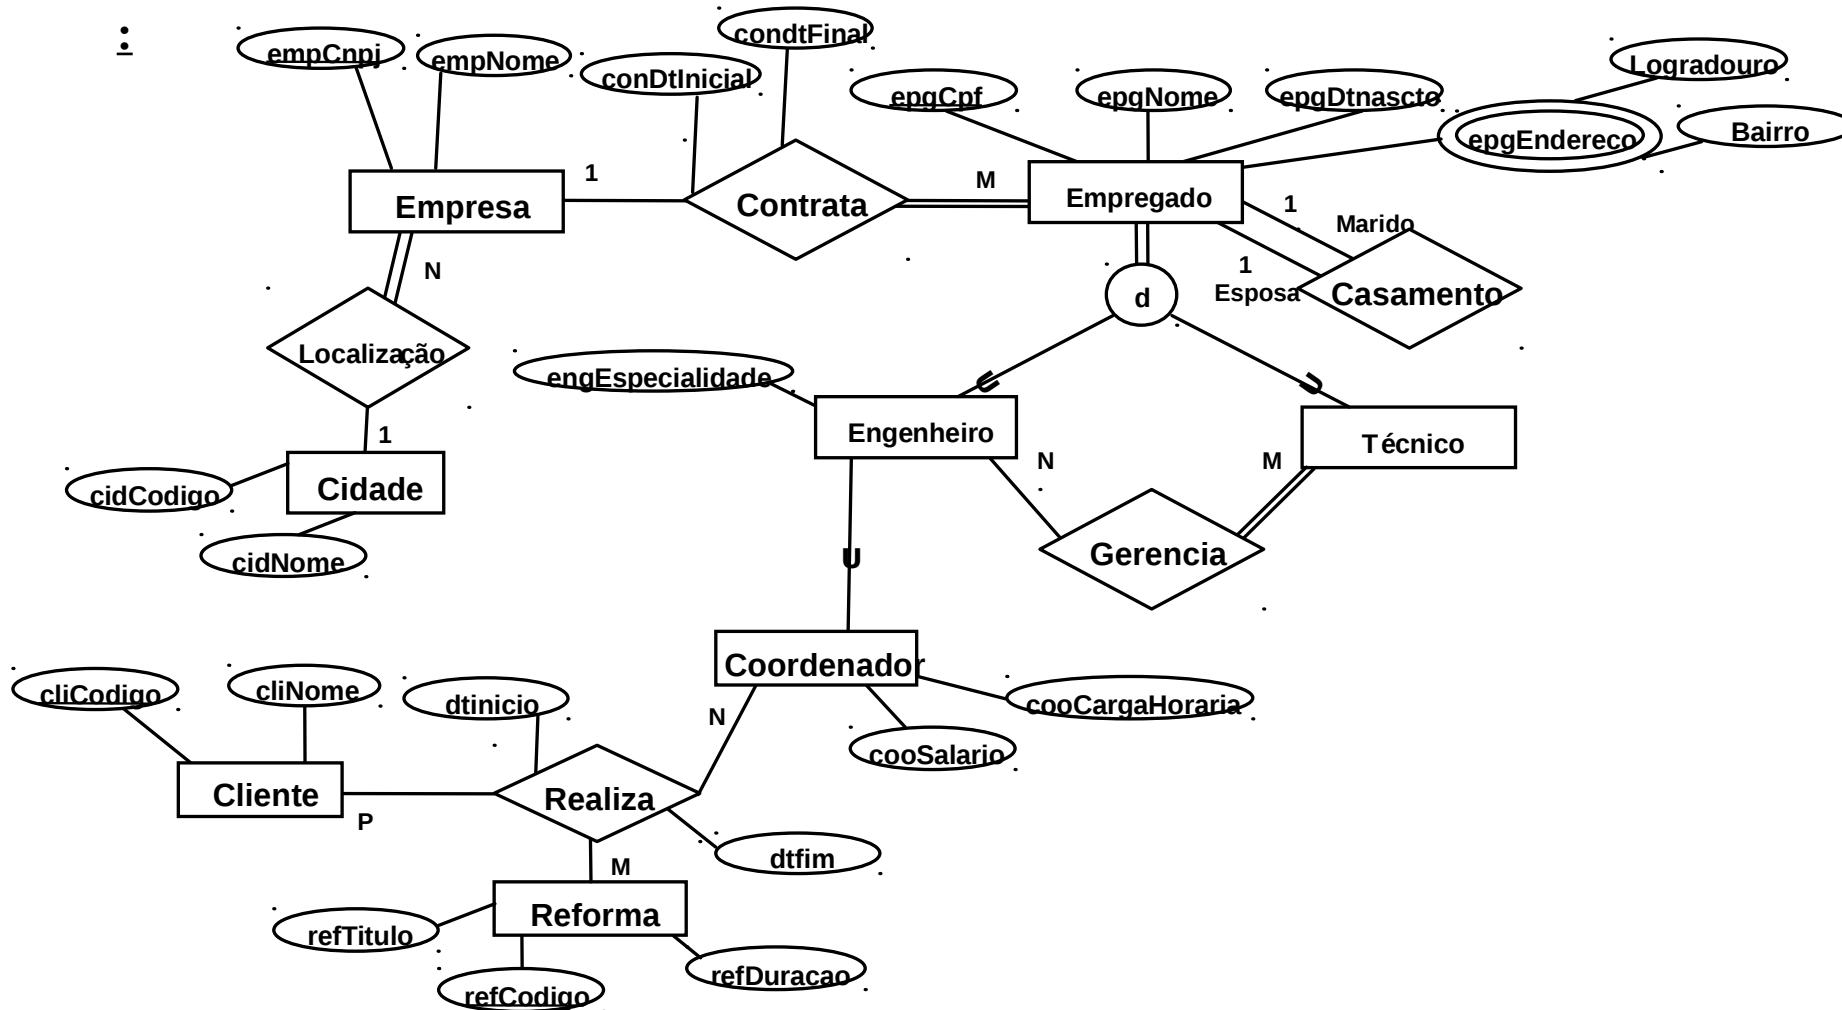 :
condtFinal
empCnpj
empNome
conDtInicial
Logradouro
epgCpf
epgNome
epgDtnascto
epgEndereco
Bairro
1
M
Empresa
Contrata
Empregado
1
Marido
N
1
Esposa
d
Casamento
Localização
engEspecialidade
U
U
1
Engenheiro
Técnico
N
M
cidCodigo
Cidade
cidNome
U
Gerencia
Coordenador
cliCodigo
cliNome
dtinicio
N
cooCargaHoraria
cooSalario
Cliente
Realiza
P
dtfim
M
Reforma
refTitulo
refDuracao
refCodigo